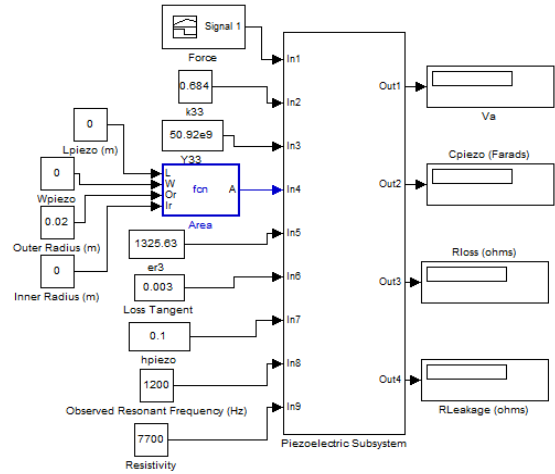 Signal 1
Force
In1
0.684
k33
In2
50.92e9
Y33
In3
0
Lpiezo (m)
0
Wpiezo
0.02
Outer Radius (m)
0
Inner Radius (m)
L
W
Or
Ir
fcn
A
Area
In4
1325.63
er3
In5
0.003
Loss Tangent
In6
0.1
hpiezo
In7
1200
Observed Resonant Frequency (Hz)
In8
7700
Resistivity
In9
Piezoelectric Subsystem
Out1
Va
Out2
Cpiezo (Farads)
Out3
Rloss (ohms)
Out4
RLeakage (ohms)